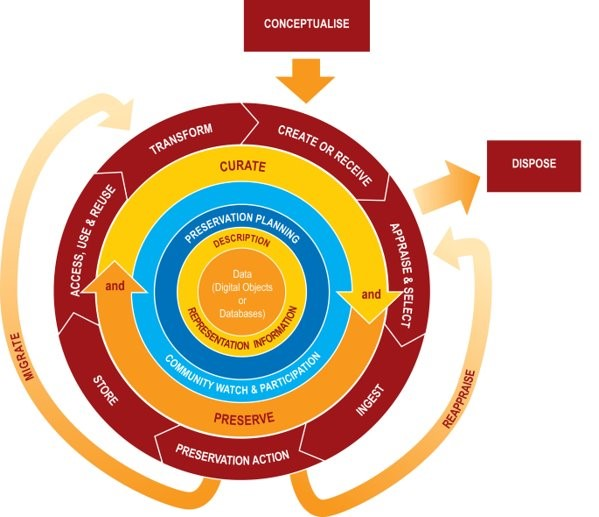 CONCEPTUALISE
TRANSFORM
CREATE OR RECEIVE
DISPOSE
CURATE
ACCESS, USE & REUSE
PRESERVATION PLANNING
APPRAISE & SELECT
DESCRIPTION
Data
(Digital Objects
or
Databases)
and
and
REPRESENTATION INFORMATION
MIGRATE
COMMUNITY WATCH & PARTICIPATION
STORE
INGEST
REAPPRAISE
PRESERVE
PRESERVATION ACTION